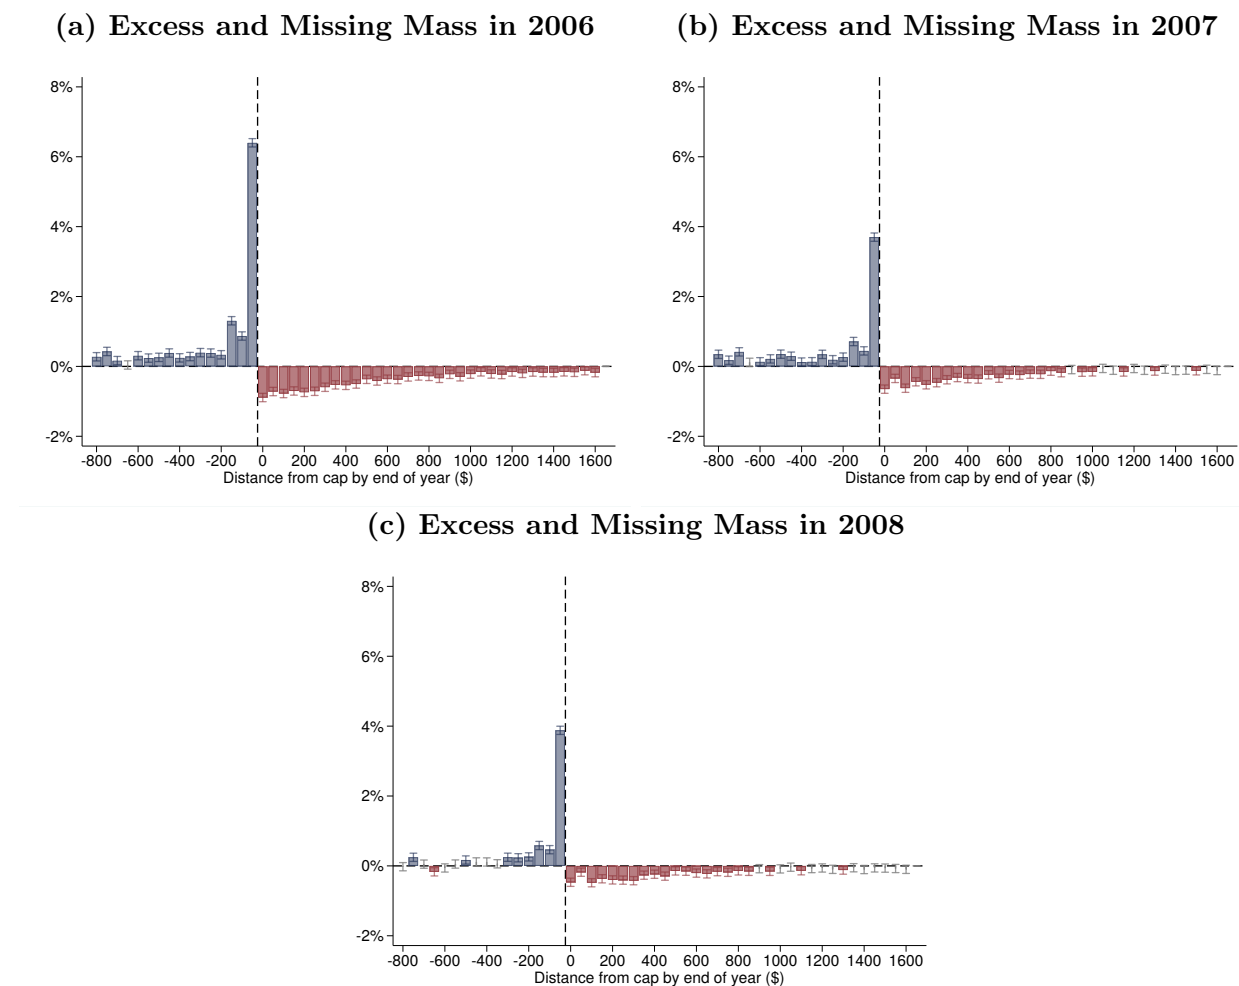 (a) Excess and Missing Mass in 2006
8%
6%
4%
2%
0%
-2%
-800 -600 -400 -200 0 200 400 600 800 1000 1200 1400 1600
Distance from cap by end of year ($)
(b) Excess and Missing Mass in 2007
8%
6%
4%
2%
0%
-2%
-800 -600 -400 -200 0 200 400 600 800 1000 1200 1400 1600
Distance from cap by end of year ($)
(c) Excess and Missing Mass in 2008
8%
6%
4%
2%
0%
-2%
-800 -600 -400 -200 0 200 400 600 800 1000 1200 1400 1600
Distance from cap by end of year ($)